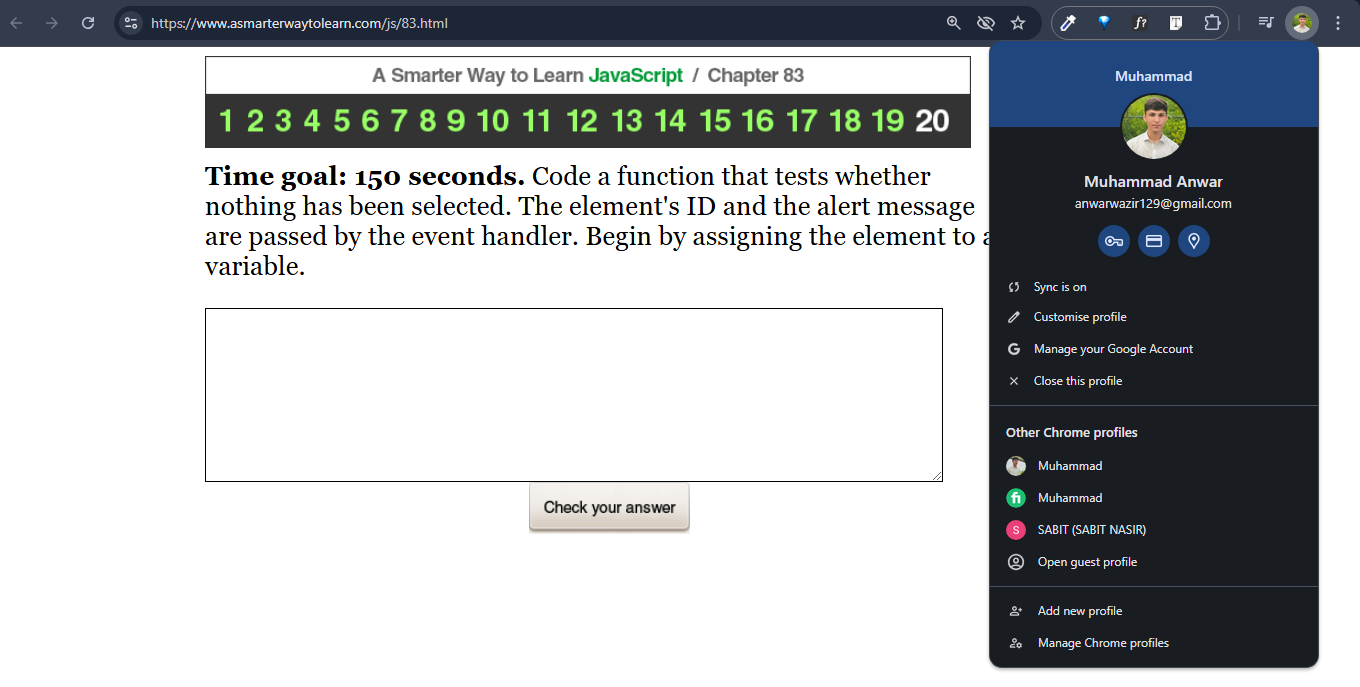 https://www.asmarterwaytolearn.com/js/83.html
f?
T
A Smarter Way to Learn JavaScript / Chapter 83
1 2 3 4 5 6 7 8 9 10 11 12 13 14 15 16 17 18 19 20
Time goal: 150 seconds. Code a function that tests whether
nothing has been selected. The element's ID and the alert message
are passed by the event handler. Begin by assigning the element to a
variable.
Check your answer
Muhammad
Muhammad Anwar
anwarwazir129@gmail.com
Sync is on
Customise profile
G Manage your Google Account
Close this profile
Other Chrome profiles
Muhammad
fi Muhammad
S SABIT (SABIT NASIR)
Open guest profile
Add new profile
Manage Chrome profiles